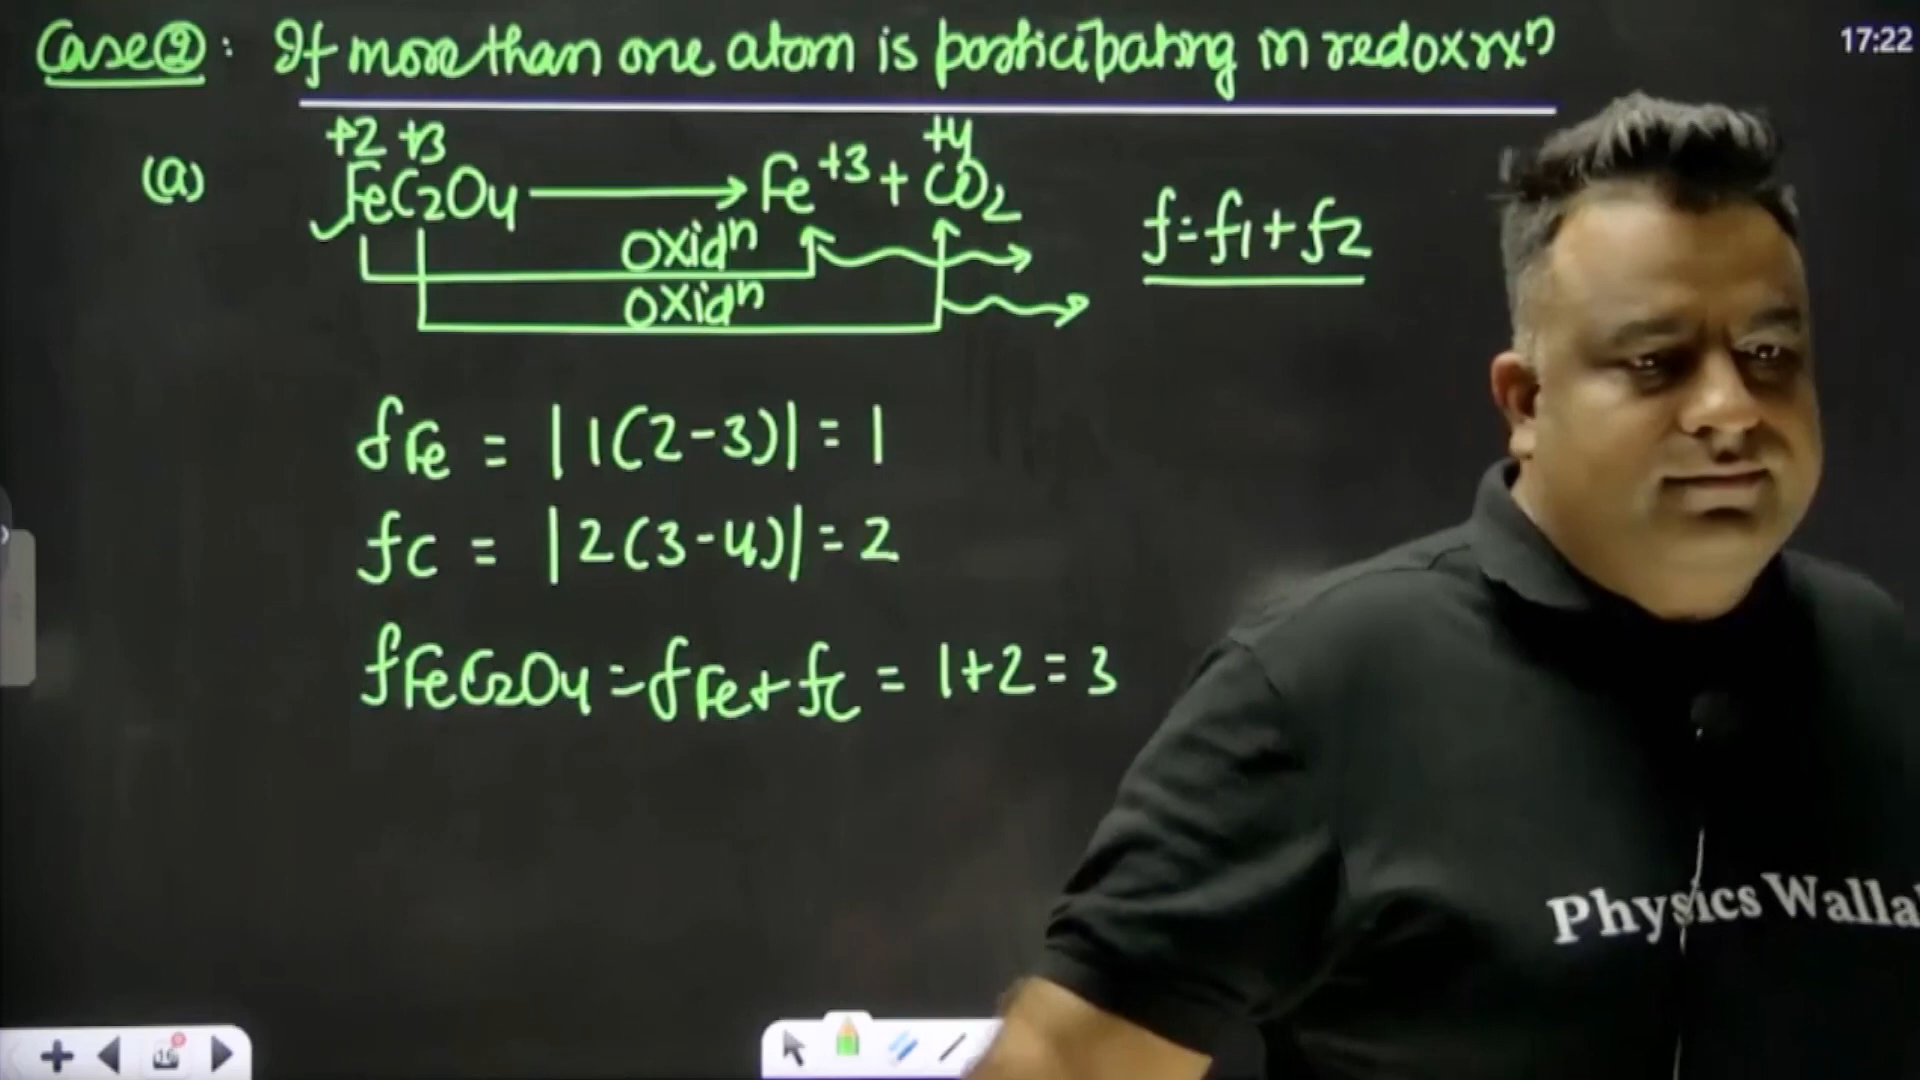 Case② : If more than one atom is participating in redox rxⁿ
17:22
+2 +3 +4
(a) FeC₂O₄ ⟶ Fe⁺³ + CO₂
f = f₁ + f₂
oxidⁿ
oxidⁿ
fFe = |1(2-3)| = 1
fC = |2(3-4)| = 2
fFeC₂O₄ = fFe + fC = 1+2 = 3
Physics Walla
16